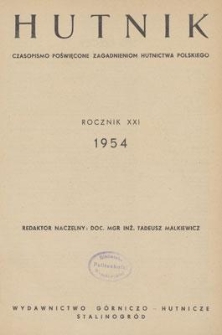 HUTNIK
CZASOPISMO POŚWIĘCONE ZAGADNIENIOM HUTNICTWA POLSKIEGO
ROCZNIK XXI
1954
REDAKTOR NACZELNY: DOC. MGR INŻ. TADEUSZ MALKIEWICZ
WYDAWNICTWO GÓRNICZO-HUTNICZE
STALINOGRÓD